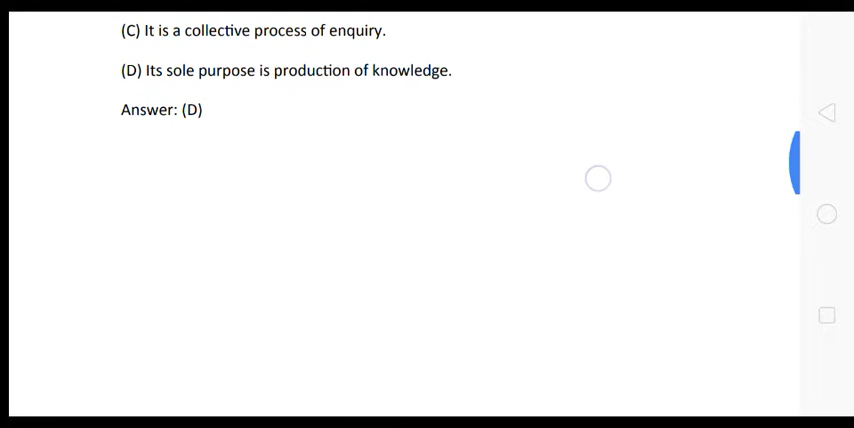 (C) It is a collective process of enquiry.
(D) Its sole purpose is production of knowledge.
Answer: (D)